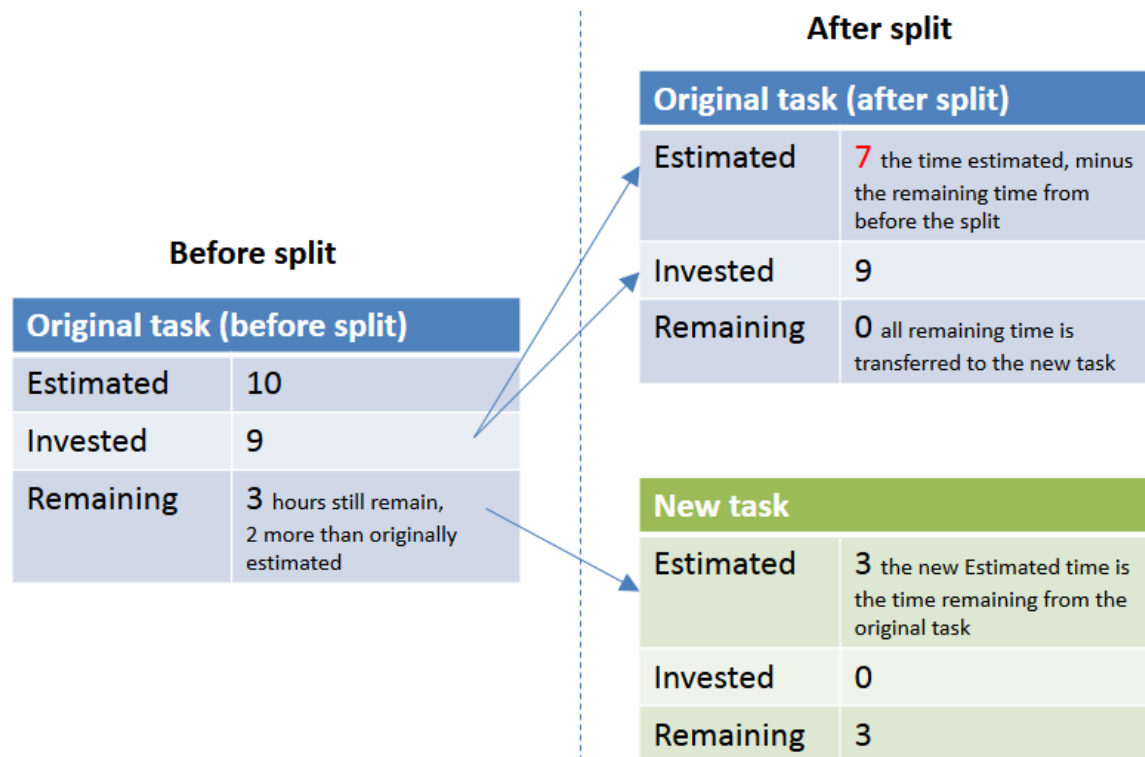 Before split
Original task (before split)
Estimated 10
Invested 9
Remaining 3 hours still remain,
2 more than originally
estimated
After split
Original task (after split)
Estimated 7 the time estimated, minus
the remaining time from
before the split
Invested 9
Remaining 0 all remaining time is
transferred to the new task
New task
Estimated 3 the new Estimated time is
the time remaining from the
original task
Invested 0
Remaining 3